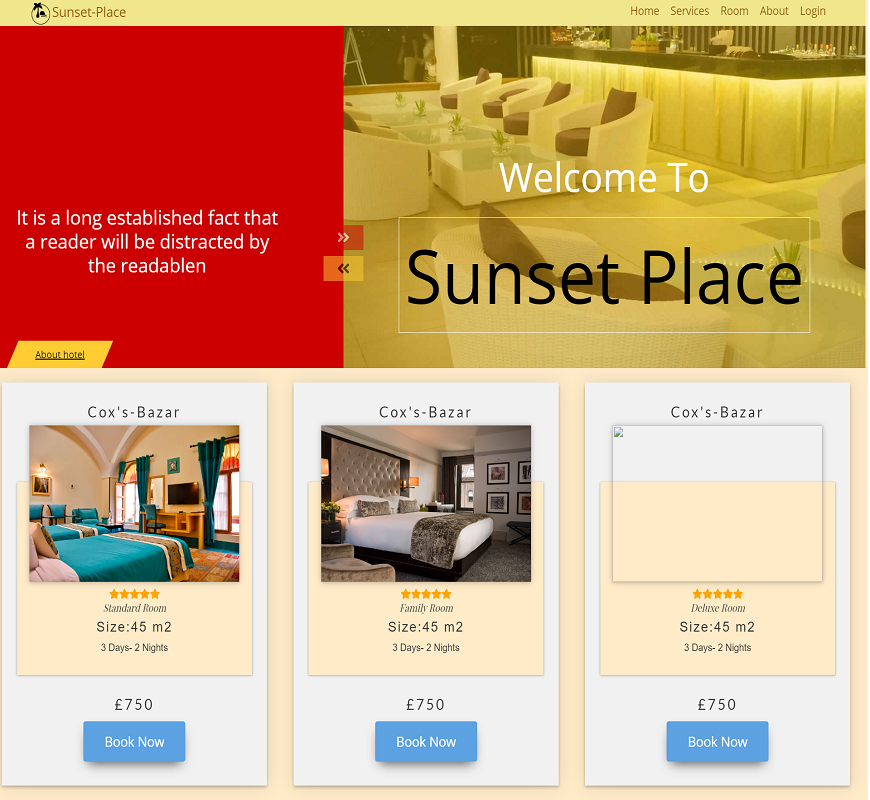 Sunset-Place
Home Services Room About Login
It is a long established fact that
a reader will be distracted by
the readablen
About hotel
»
«
Welcome To
Sunset Place
Cox's-Bazar
Standard Room
Size:45 m2
3 Days- 2 Nights
£750
Book Now
Cox's-Bazar
Family Room
Size:45 m2
3 Days- 2 Nights
£750
Book Now
Cox's-Bazar
Deluxe Room
Size:45 m2
3 Days- 2 Nights
£750
Book Now